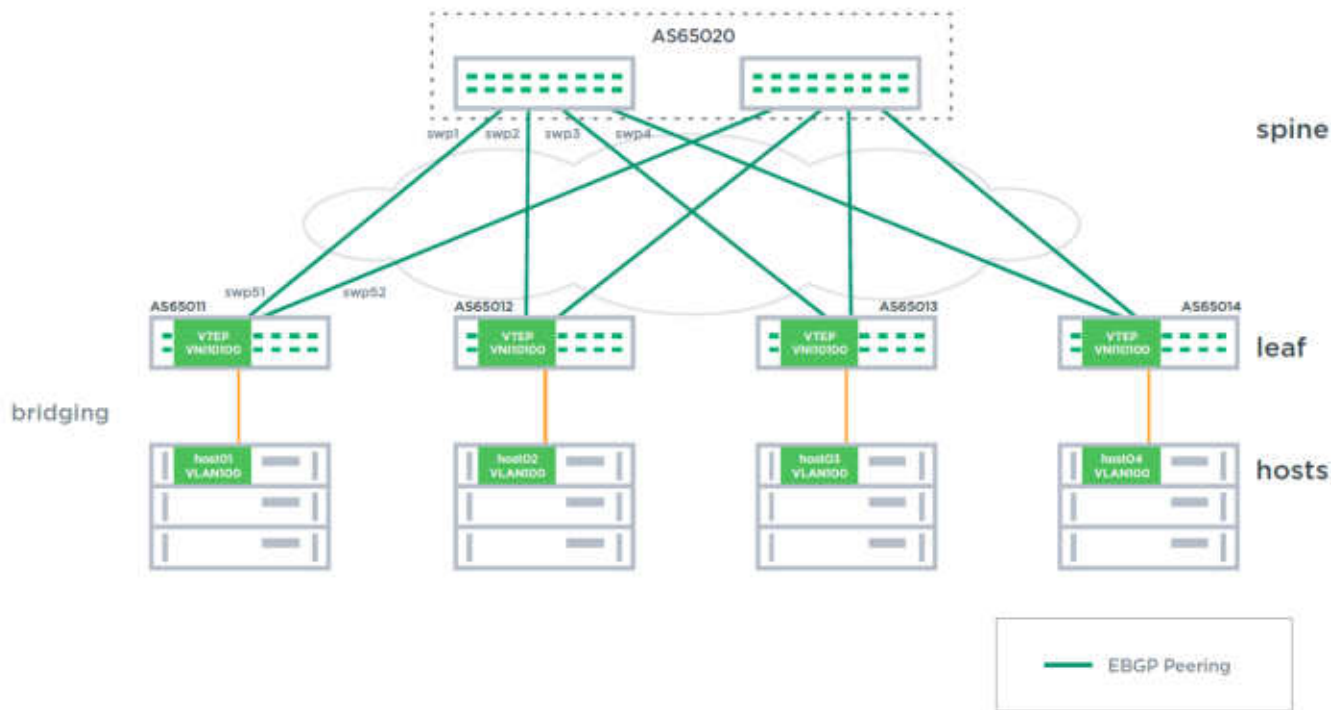 AS65020
spine
swp1 swp2 swp3 swp4
swp51 swp52
AS65011 AS65012 AS65013 AS65014
VTEP VTEP VTEP VTEP
VNI10100 VNI10100 VNI10100 VNI10100
leaf
bridging
host01 host02 host03 host04
VLAN100 VLAN100 VLAN100 VLAN100
hosts
EBGP Peering